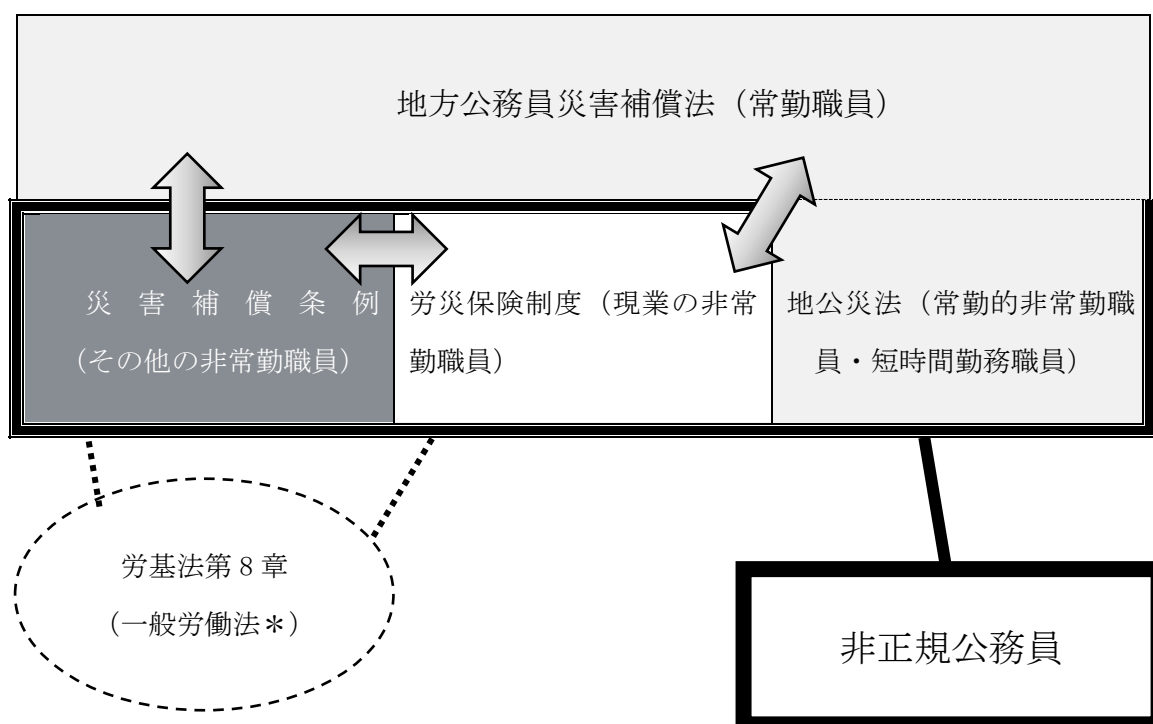 地方公務員災害補償法（常勤職員）
災害補償条例
（その他の非常勤職員）
労災保険制度（現業の非常
勤職員）
地公災法（常勤的非常勤職
員・短時間勤務職員）
労基法第８章
（一般労働法＊）
非正規公務員